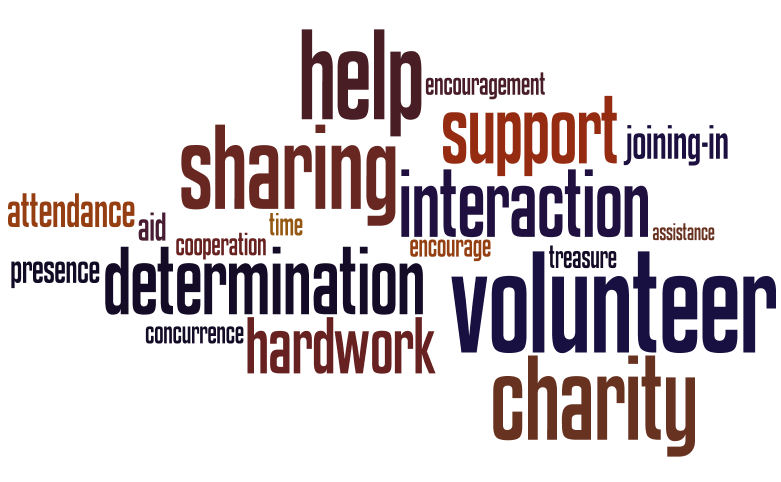 help
encouragement
support
joining-in
sharing
interaction
attendance
aid
time
cooperation
encourage
assistance
presence
determination
treasure
volunteer
concurrence
hardwork
charity